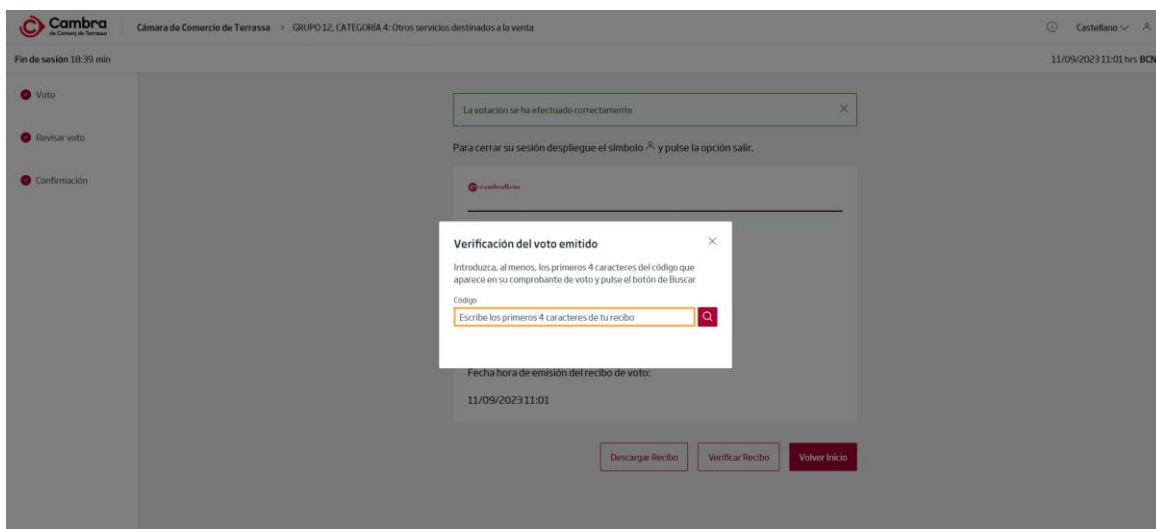 Cambra
de Comerç de Terrassa
Cámara de Comercio de Terrassa > GRUPO 12, CATEGORÍA 4: Otros servicios destinados a la venta
Castellano
Fin de sesión 18:39 min
11/09/2023 11:01 hrs BCN
Voto
Revisar voto
Confirmación
La votación se ha efectuado correctamente
Para cerrar su sesión despliegue el símbolo y pulse la opción salir.
Verificación del voto emitido
Introduzca, al menos, los primeros 4 caracteres del código que
aparece en su comprobante de voto y pulse el botón de Buscar
Código
Escribe los primeros 4 caracteres de tu recibo
Fecha hora de emisión del recibo de voto:
11/09/2023 11:01
Descargar Recibo
Verificar Recibo
Volver Inicio